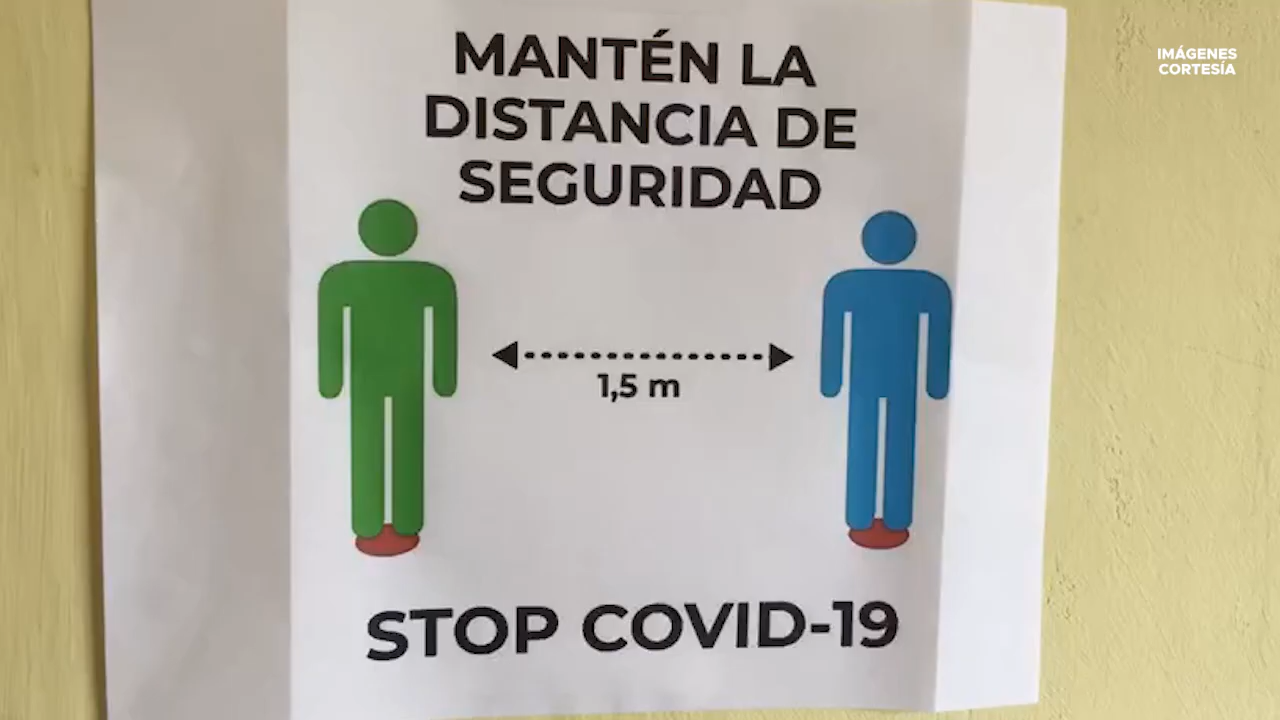 MANTÉN LA
DISTANCIA DE
SEGURIDAD
1,5 m
STOP COVID-19
IMÁGENES
CORTESÍA